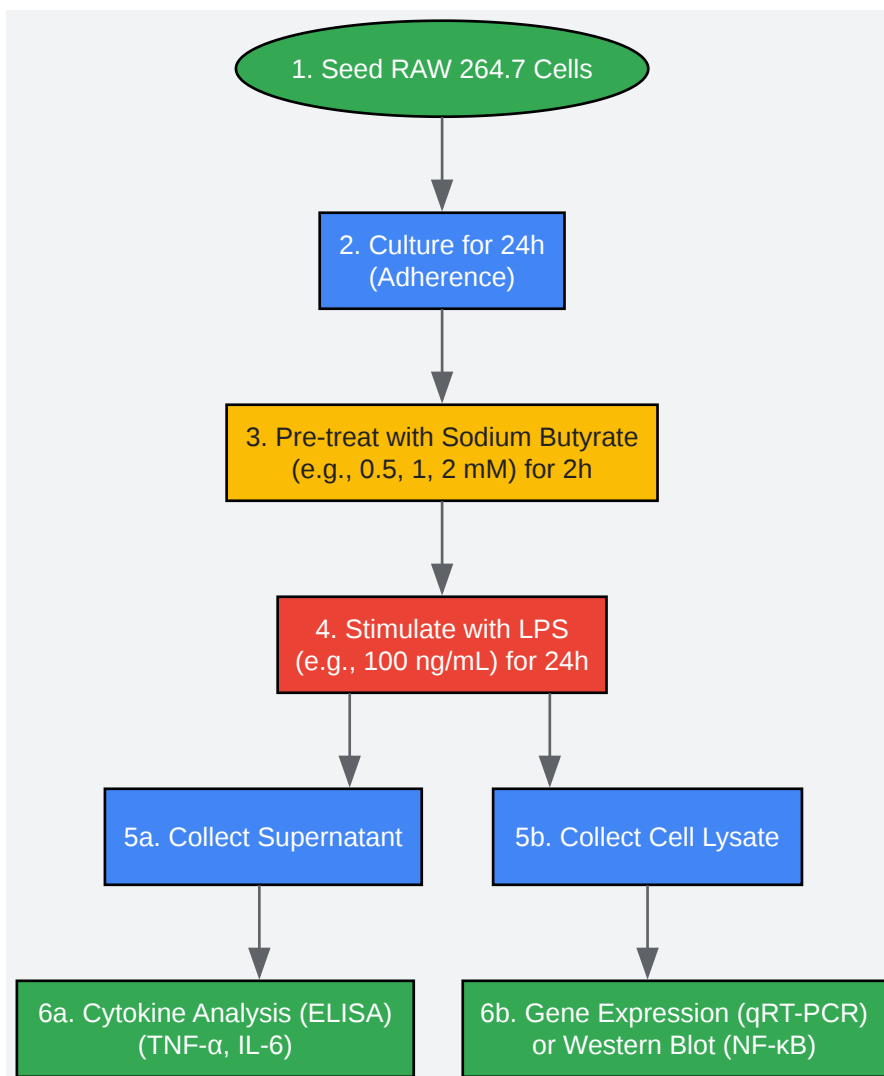 1. Seed RAW 264.7 Cells
2. Culture for 24h
(Adherence)
3. Pre-treat with Sodium Butyrate
(e.g., 0.5, 1, 2 mM) for 2h
4. Stimulate with LPS
(e.g., 100 ng/mL) for 24h
5a. Collect Supernatant
5b. Collect Cell Lysate
6a. Cytokine Analysis (ELISA)
(TNF-α, IL-6)
6b. Gene Expression (qRT-PCR)
or Western Blot (NF-κB)